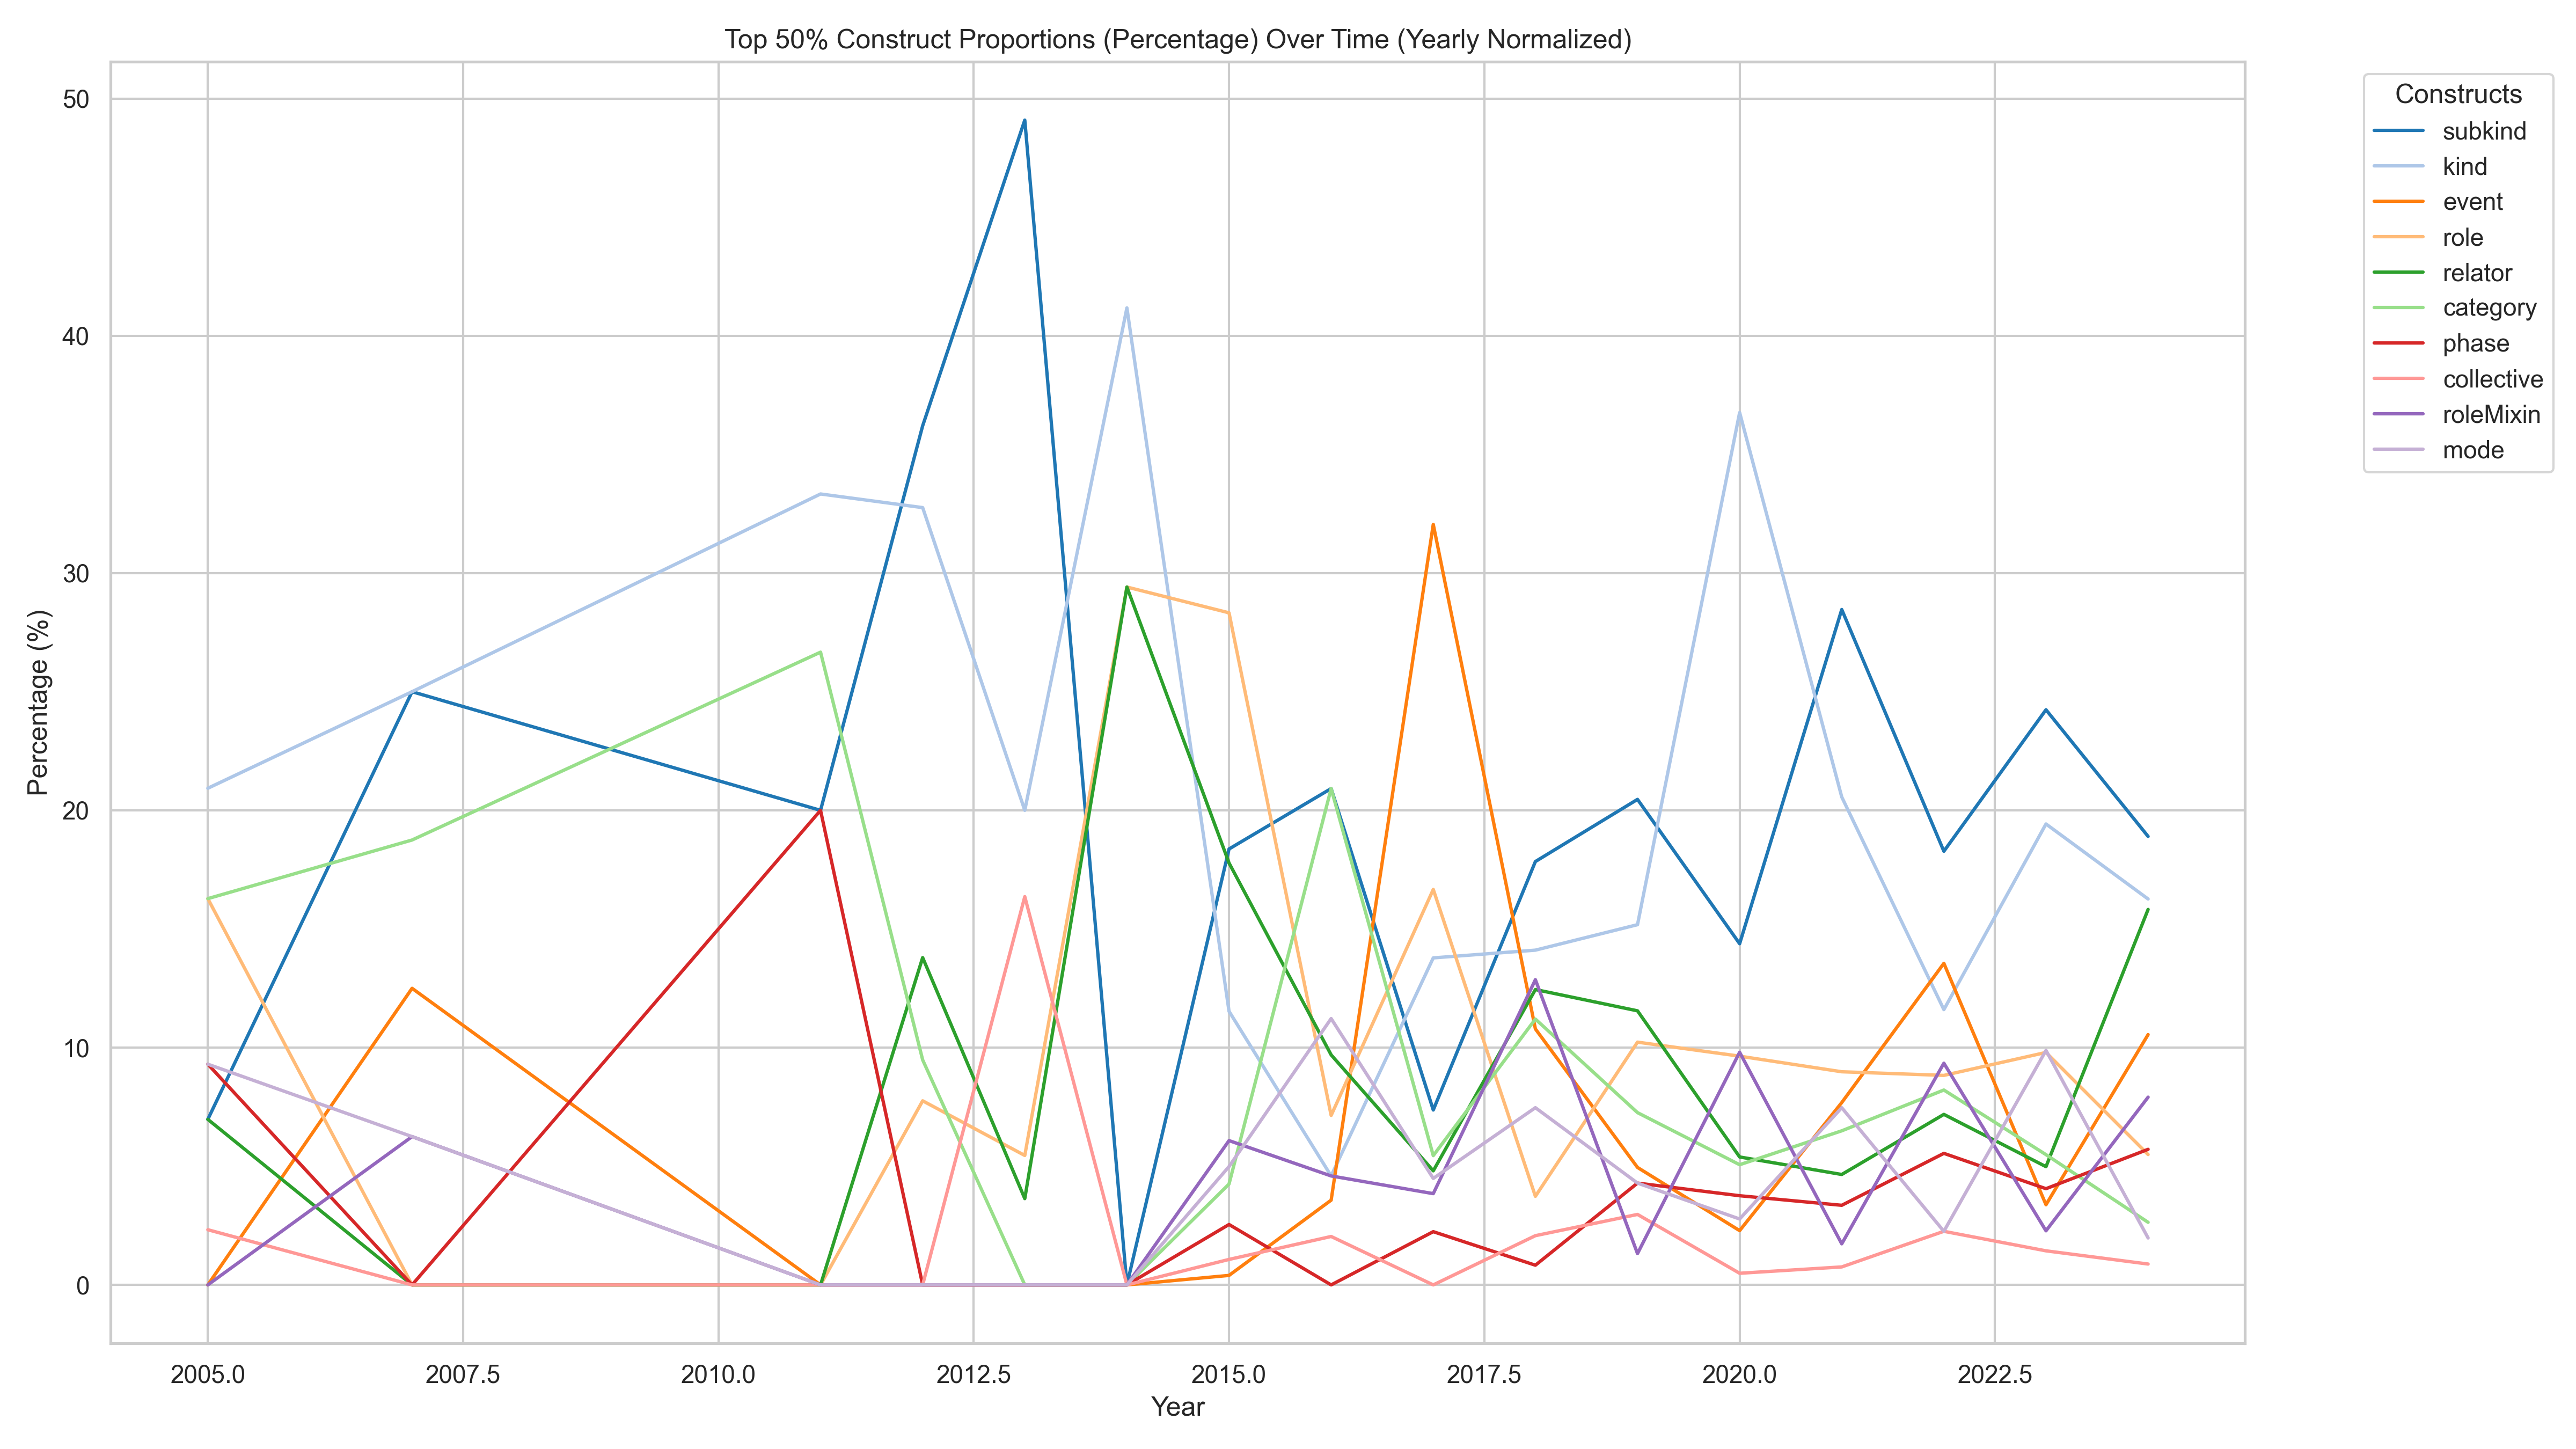 Top 50% Construct Proportions (Percentage) Over Time (Yearly Normalized)
Constructs
subkind
kind
event
role
relator
category
phase
collective
roleMixin
mode
Percentage (%)
50
40
30
20
10
0
2005.0 2007.5 2010.0 2012.5 2015.0 2017.5 2020.0 2022.5
Year